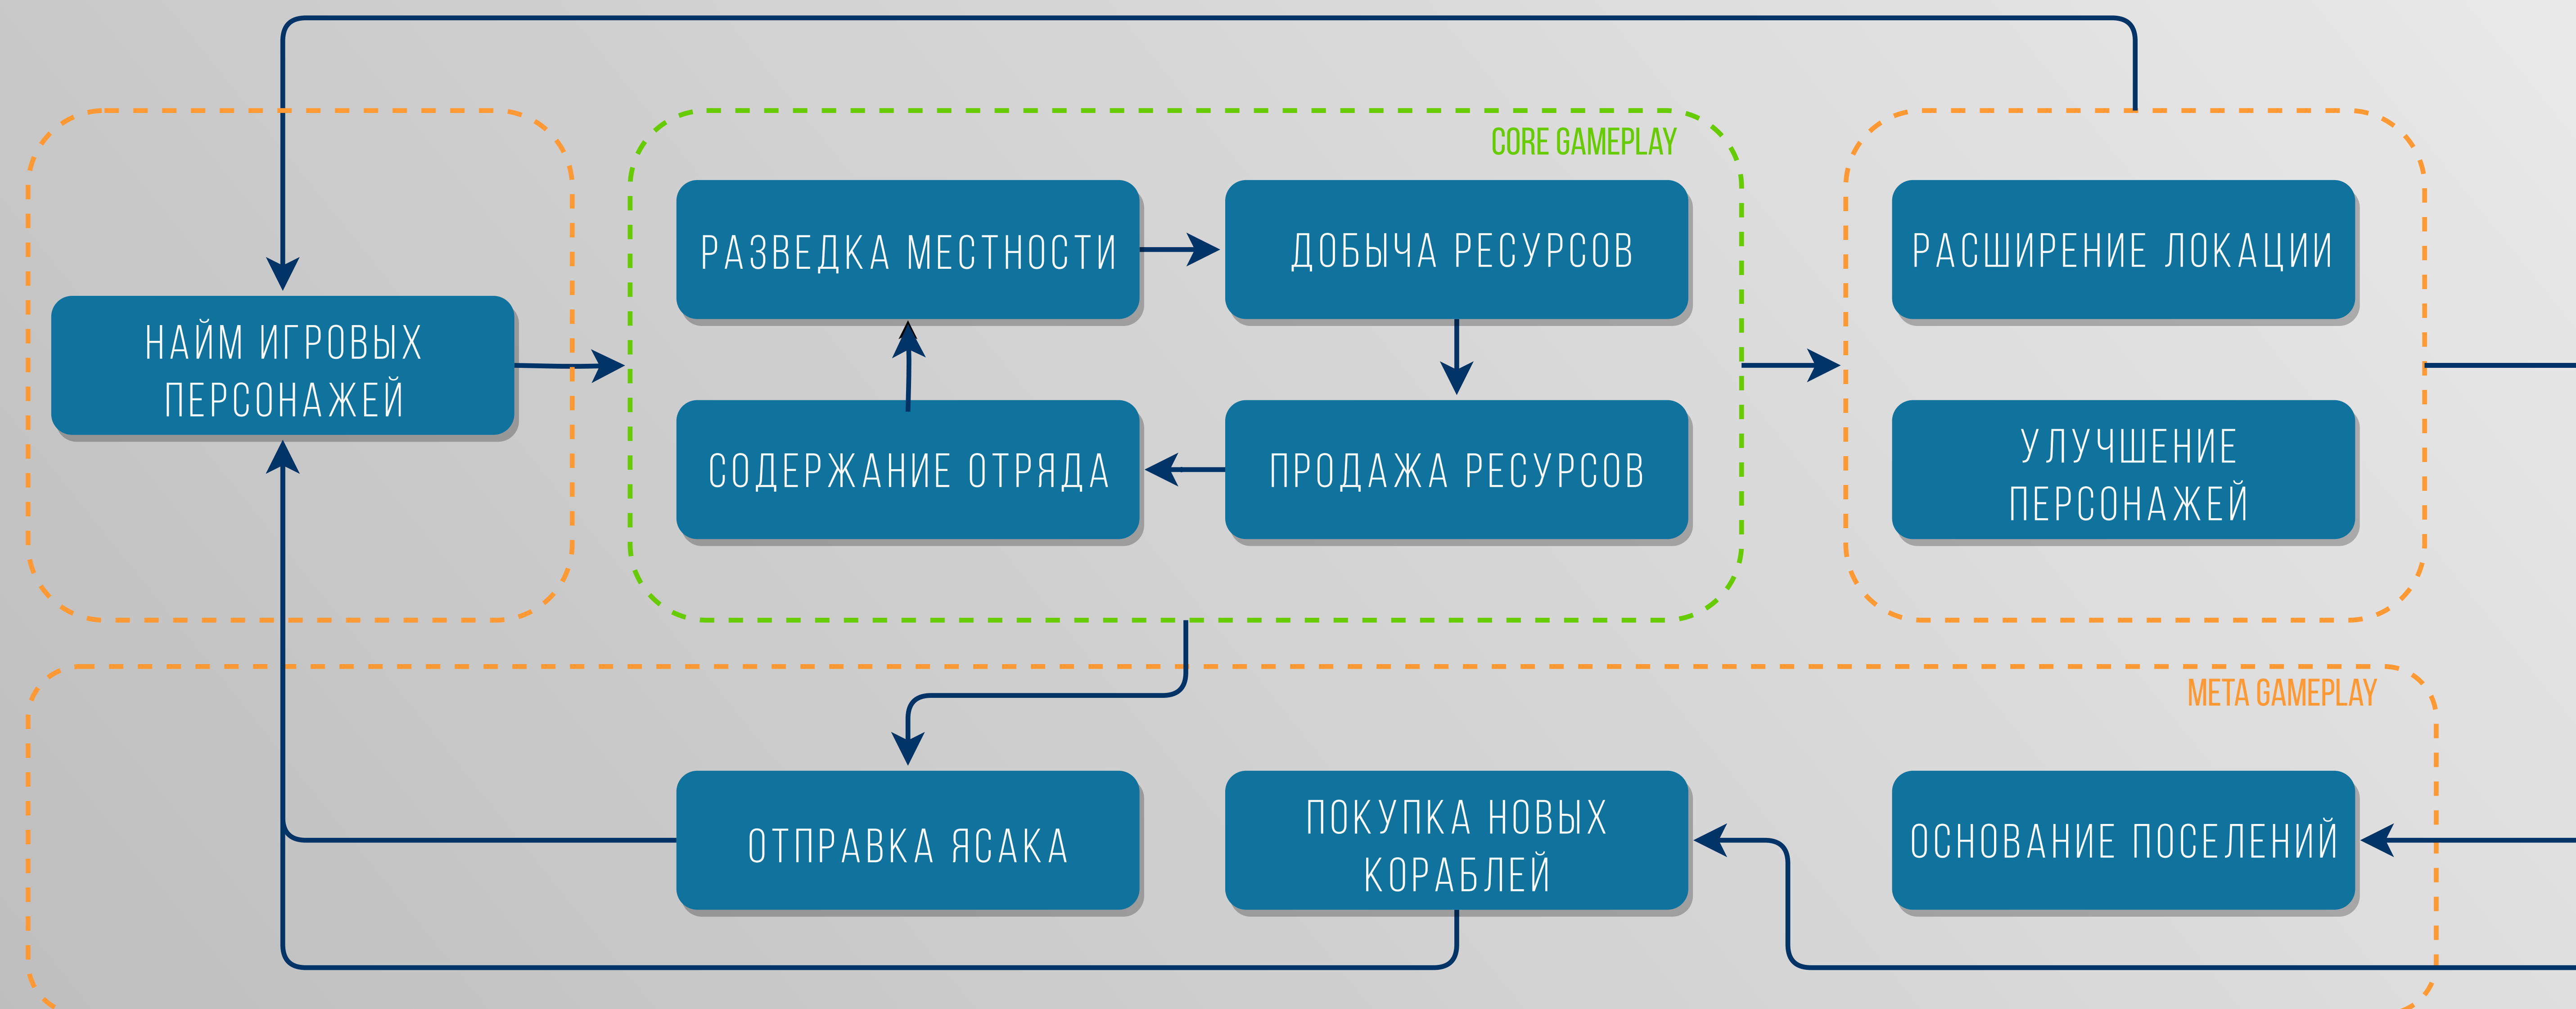 CORE GAMEPLAY
РАЗВЕДКА МЕСТНОСТИ
ДОБЫЧА РЕСУРСОВ
РАСШИРЕНИЕ ЛОКАЦИИ
НАЙМ ИГРОВЫХ
ПЕРСОНАЖЕЙ
СОДЕРЖАНИЕ ОТРЯДА
ПРОДАЖА РЕСУРСОВ
УЛУЧШЕНИЕ
ПЕРСОНАЖЕЙ
META GAMEPLAY
ОТПРАВКА ЯСАКА
ПОКУПКА НОВЫХ
КОРАБЛЕЙ
ОСНОВАНИЕ ПОСЕЛЕНИЙ